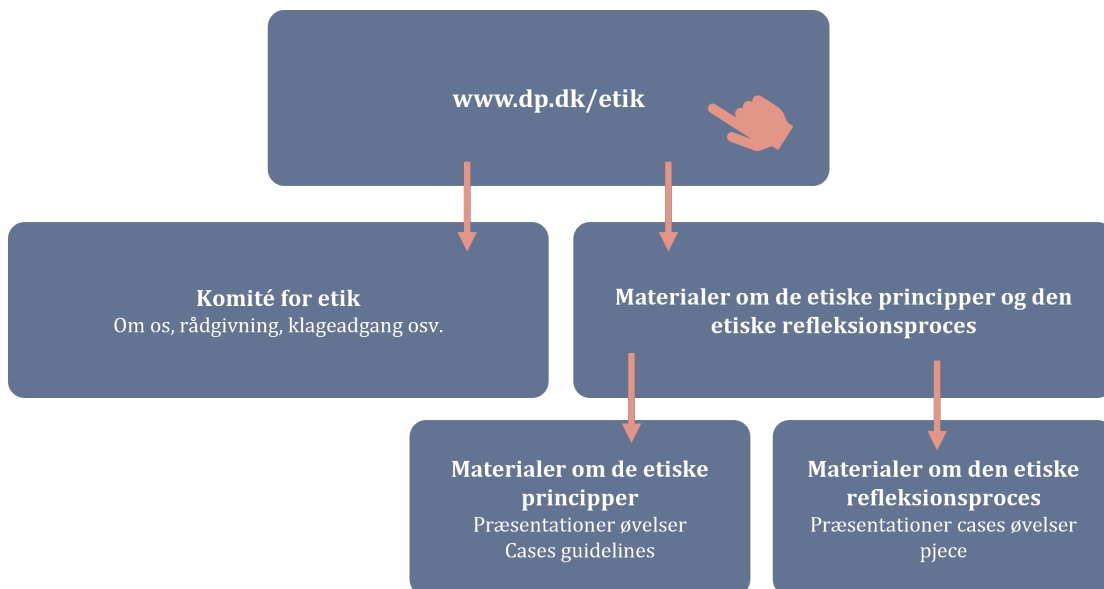 www.dp.dk/etik
Komité for etik
Om os, rådgivning, klageadgang osv.
Materialer om de etiske principper og den
etiske refleksionsproces
Materialer om de etiske
principper
Præsentationer øvelser
Cases guidelines
Materialer om den etiske
refleksionsproces
Præsentationer cases øvelser
pjece